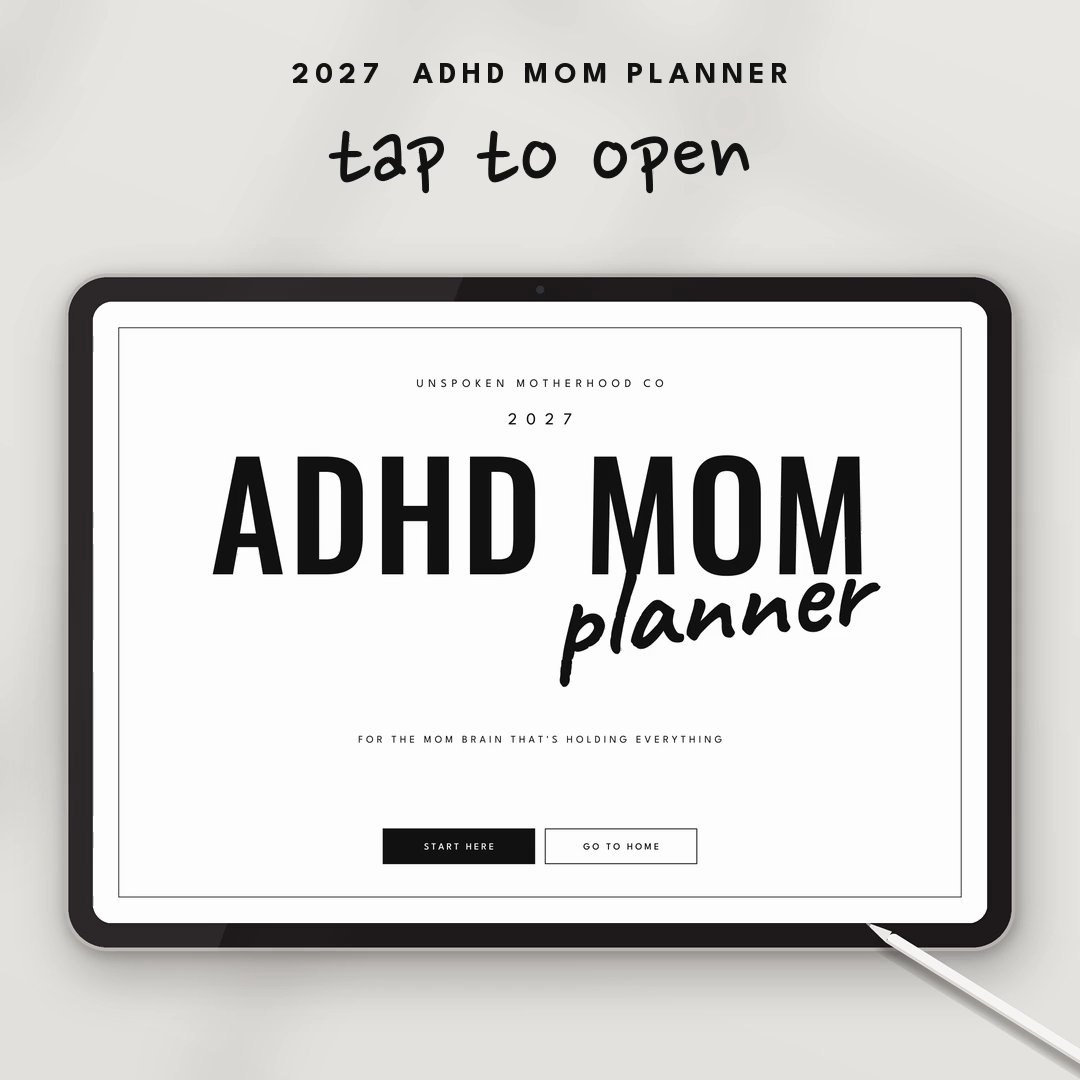 2027 ADHD MOM PLANNER
tap to open
UNSPOKEN MOTHERHOOD CO
2027
ADHD MOM
planner
FOR THE MOM BRAIN THAT'S HOLDING EVERYTHING
START HERE
GO TO HOME